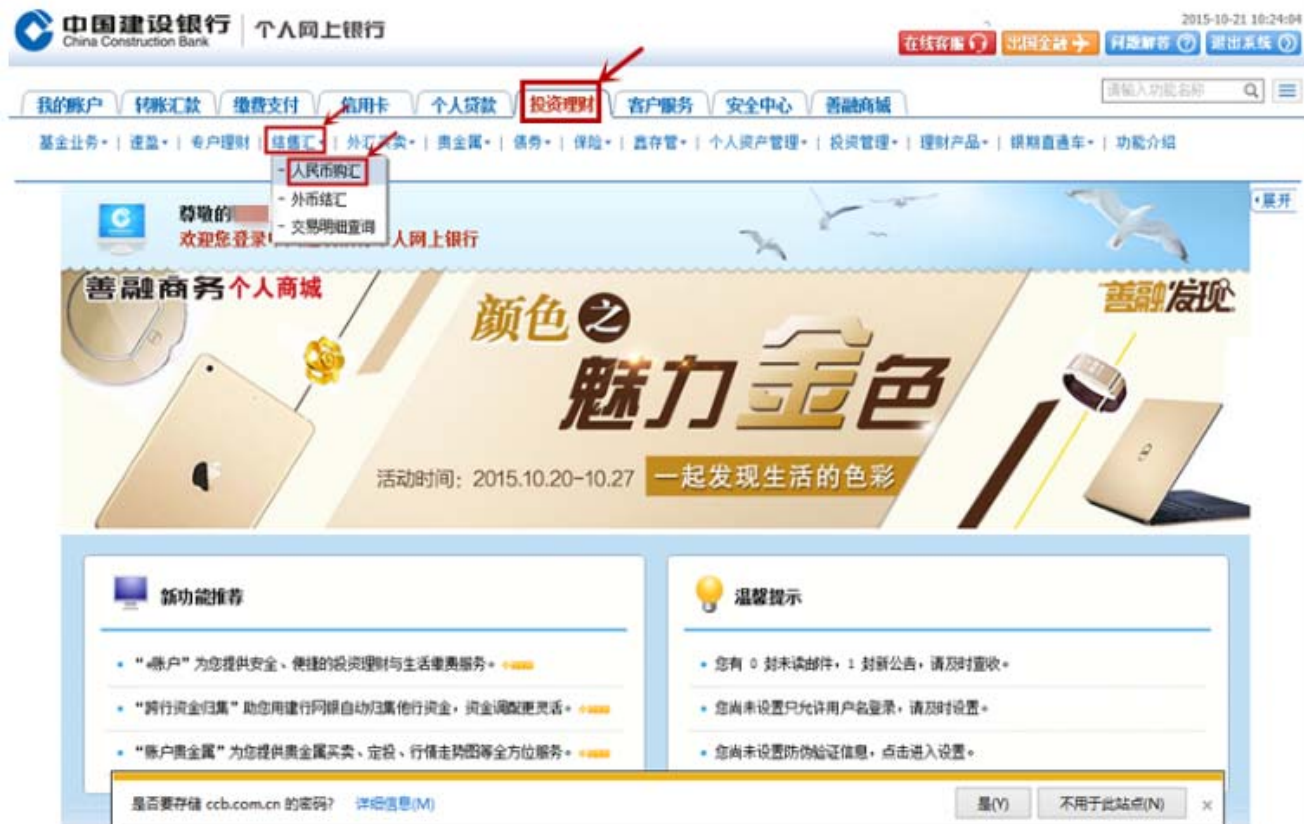 中国建设银行 个人网上银行
China Construction Bank
2015-10-21 10:24:04
在线客服 出国金融 问题解答 退出系统
我的账户 转账汇款 缴费支付 信用卡 个人贷款 投资理财 客户服务 安全中心 善融商城
请输入功能名称
基金业务 | 速盈 | 专户理财 | 结售汇 | 外汇买卖 | 贵金属 | 债券 | 保险 | 鑫存管 | 个人资产管理 | 投资管理 | 理财产品 | 银期直通车 | 功能介绍
- 人民币购汇
- 外币结汇
- 交易明细查询
展开
尊敬的
欢迎您登录 人网上银行
善融商务个人商城
善融发现
颜色之
魅力金色
活动时间：2015.10.20-10.27 一起发现生活的色彩
新功能推荐
“e账户”为您提供安全、便捷的投资理财与生活缴费服务。
“跨行资金归集”助您用建行网银自动归集他行资金，资金调配更灵活。
“账户贵金属”为您提供贵金属买卖、定投、行情走势图等全方位服务。
温馨提示
您有 0 封未读邮件，1 封新公告，请及时查收。
您尚未设置只允许用户名登录，请及时设置。
您尚未设置防伪验证信息，点击进入设置。
是否要存储 ccb.com.cn 的密码? 详细信息(M)
是(Y) 不用于此站点(N) ×